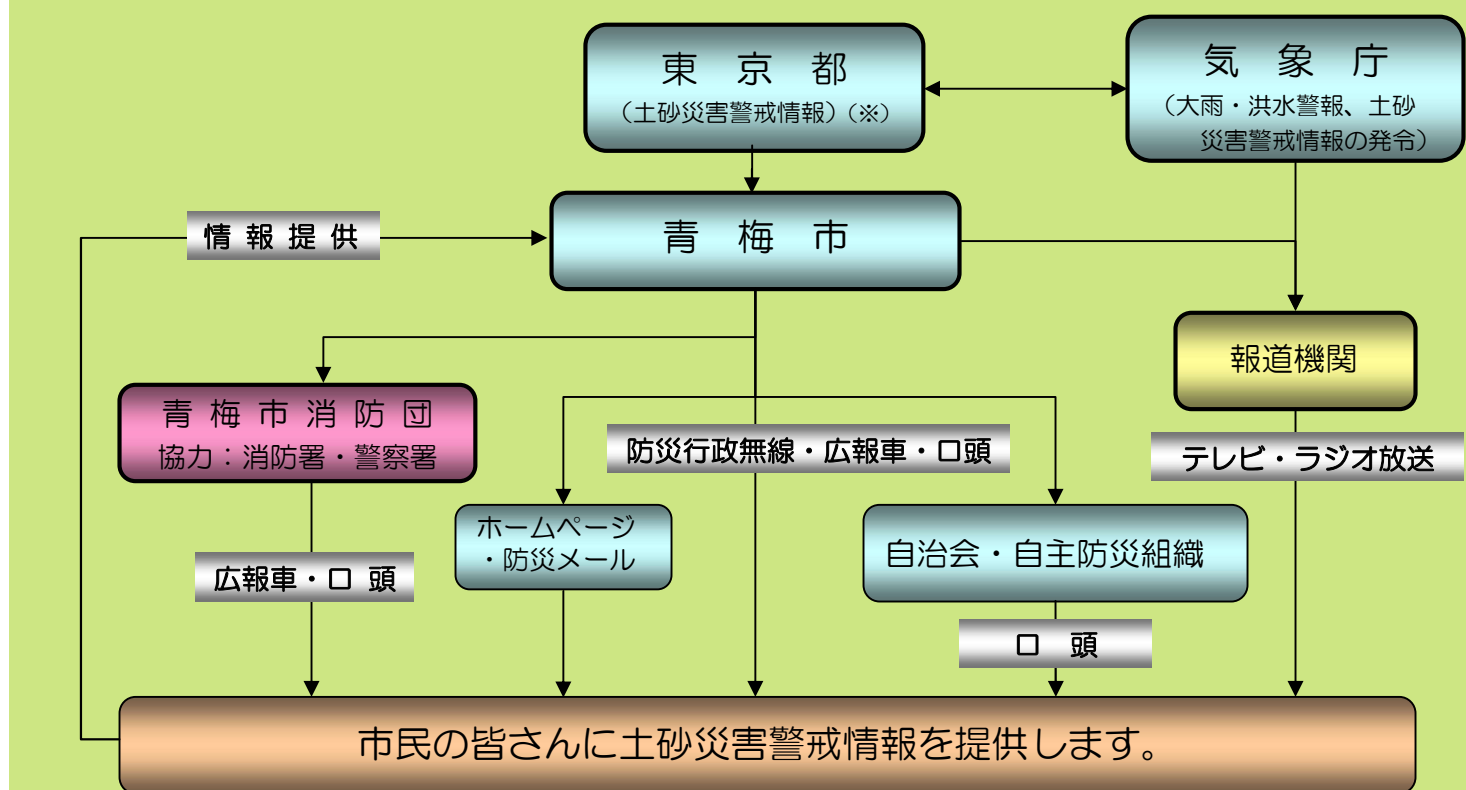 東京都
（土砂災害警戒情報）（※）
気象庁
（大雨・洪水警報、土砂
災害警戒情報の発令）
情報提供
青梅市
報道機関
青梅市消防団
協力：消防署・警察署
防災行政無線・広報車・口頭
テレビ・ラジオ放送
ホームページ
・防災メール
自治会・自主防災組織
広報車・口頭
口頭
市民の皆さんに土砂災害警戒情報を提供します。